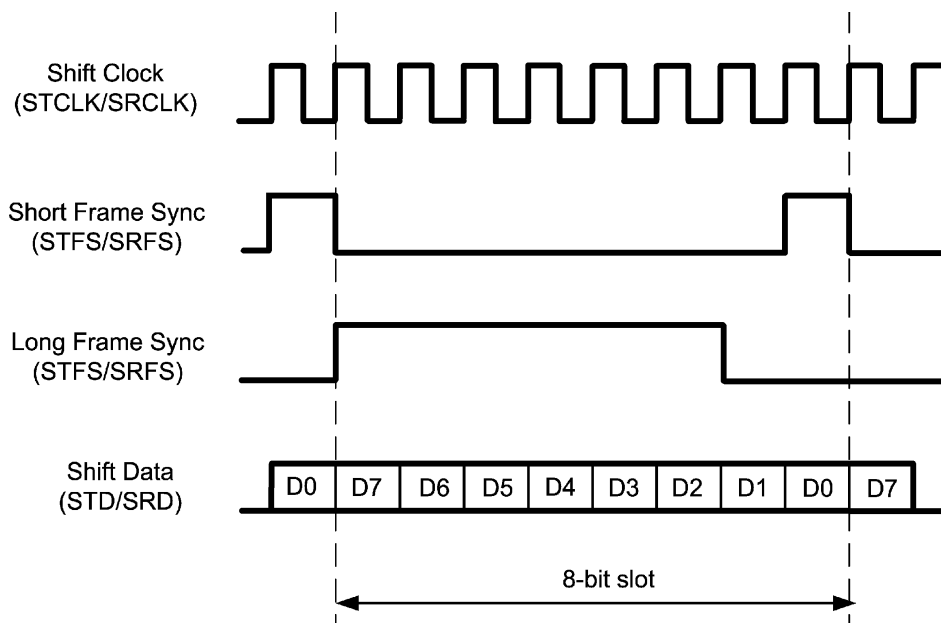 Shift Clock
(STCLK/SRCLK)
Short Frame Sync
(STFS/SRFS)
Long Frame Sync
(STFS/SRFS)
Shift Data
(STD/SRD)
D0 D7 D6 D5 D4 D3 D2 D1 D0 D7
8-bit slot